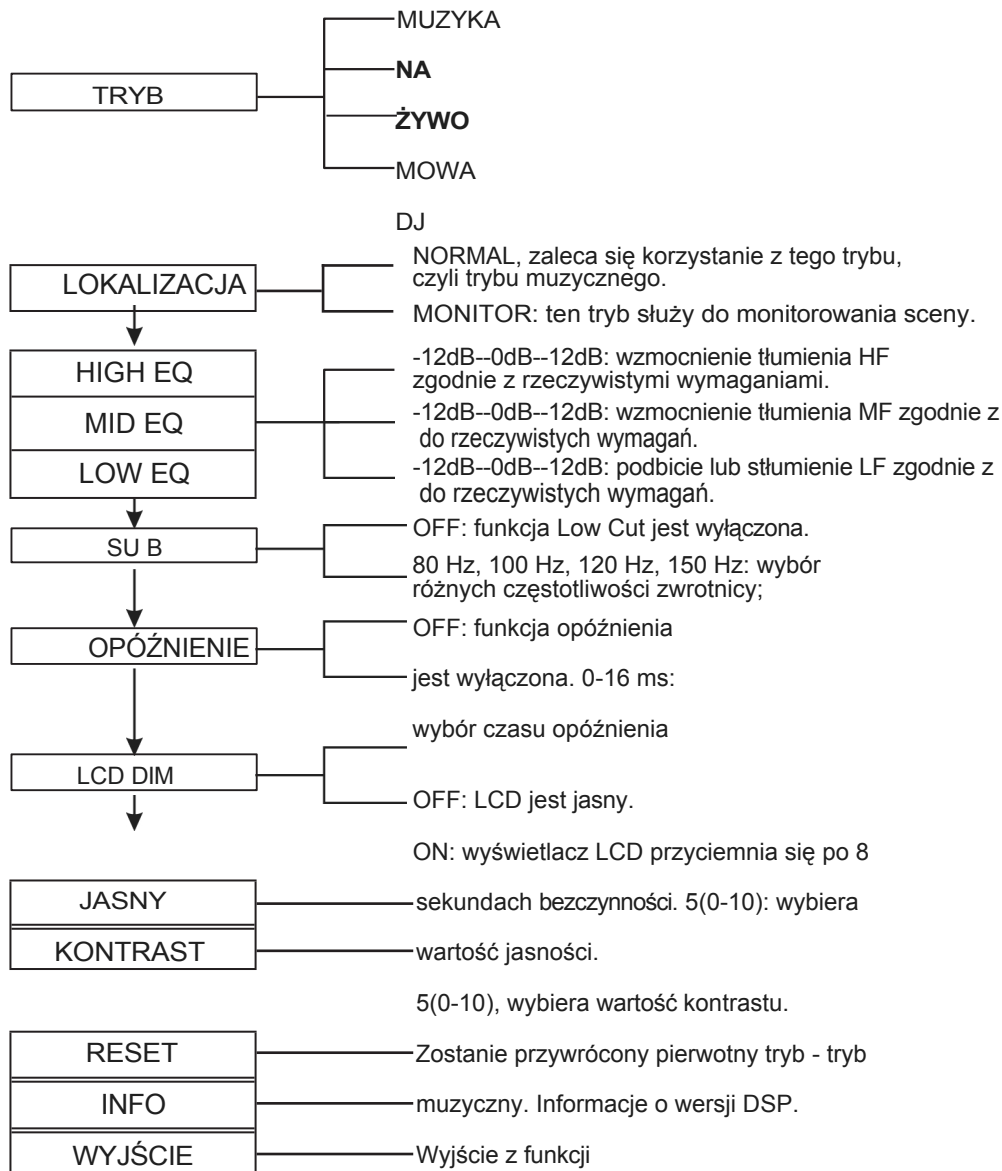 MUZYKA
NA
TRYB
ŻYWO
MOWA
DJ
LOKALIZACJA
NORMAL, zaleca się korzystanie z tego trybu,
czyli trybu muzycznego.
MONITOR: ten tryb służy do monitorowania sceny.
HIGH EQ
-12dB--0dB--12dB: wzmocnienie tłumienia HF
zgodnie z rzeczywistymi wymaganiami.
MID EQ
-12dB--0dB--12dB: wzmocnienie tłumienia MF zgodnie z
do rzeczywistych wymagań.
LOW EQ
-12dB--0dB--12dB: podbicie lub stłumienie LF zgodnie z
do rzeczywistych wymagań.
SU B
OFF: funkcja Low Cut jest wyłączona.
80 Hz, 100 Hz, 120 Hz, 150 Hz: wybór
różnych częstotliwości zwrotnicy;
OPÓŹNIENIE
OFF: funkcja opóźnienia
jest wyłączona. 0-16 ms:
wybór czasu opóźnienia
LCD DIM
OFF: LCD jest jasny.
ON: wyświetlacz LCD przyciemnia się po 8
JASNY
sekundach bezczynności. 5(0-10): wybiera
KONTRAST
wartość jasności.
5(0-10), wybiera wartość kontrastu.
RESET
Zostanie przywrócony pierwotny tryb - tryb
INFO
muzyczny. Informacje o wersji DSP.
WYJŚCIE
Wyjście z funkcji